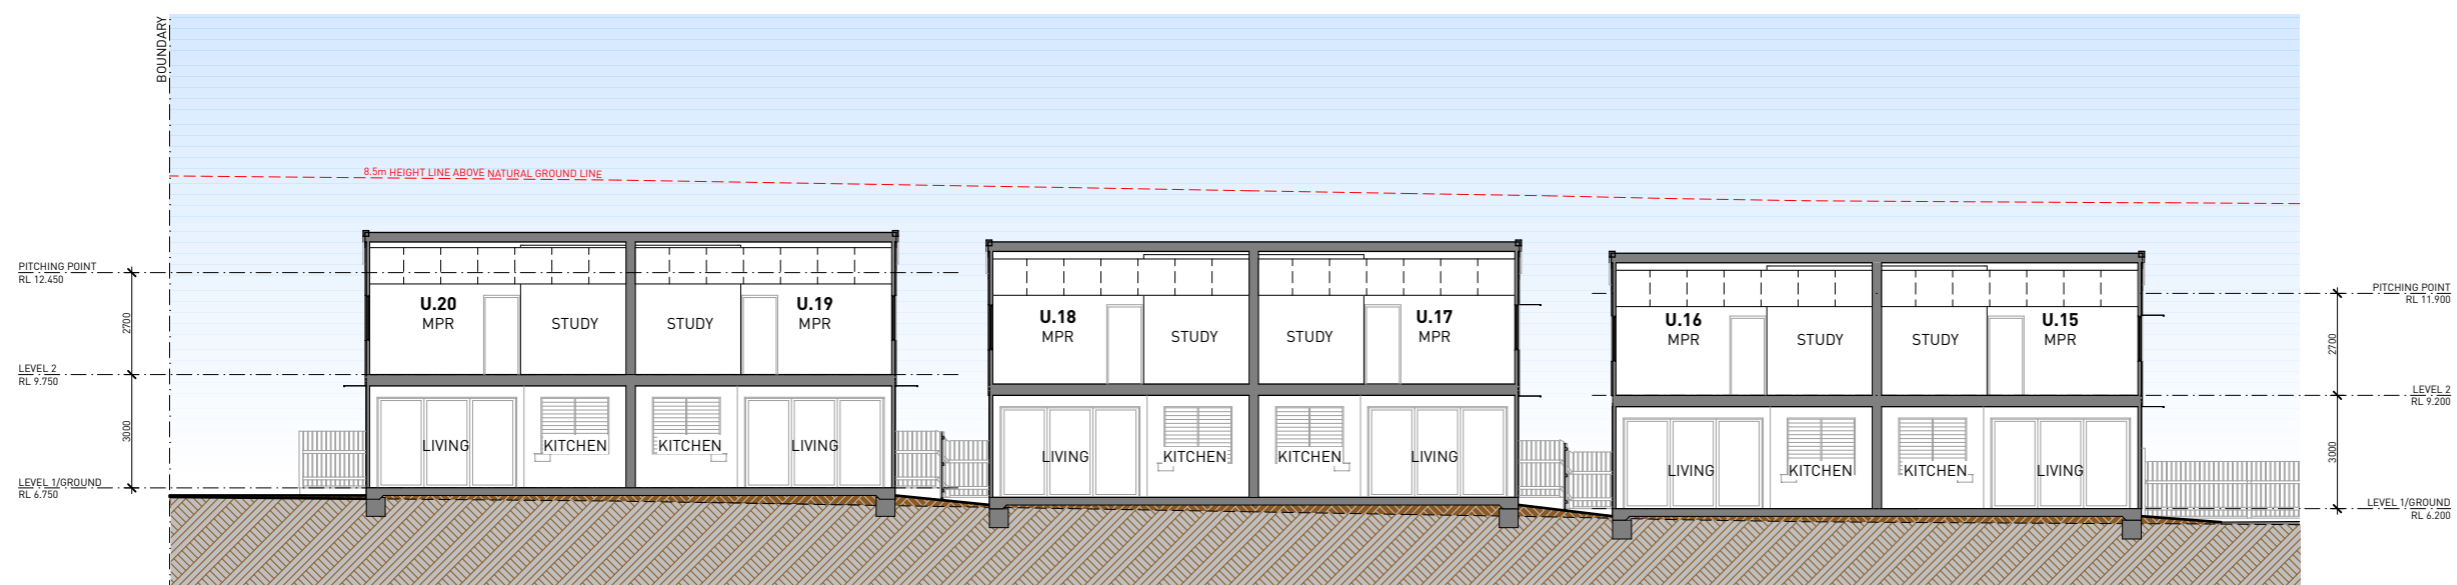 BOUNDARY
8.5m HEIGHT LINE ABOVE NATURAL GROUND LINE
PITCHING POINT
RL 12.450
2700
LEVEL 2
RL 9.750
3000
LEVEL 1/GROUND
RL 6.750
U.20
MPR
STUDY
STUDY
U.19
MPR
LIVING
KITCHEN
KITCHEN
LIVING
U.18
MPR
STUDY
STUDY
U.17
MPR
LIVING
KITCHEN
KITCHEN
LIVING
U.16
MPR
STUDY
STUDY
U.15
MPR
LIVING
KITCHEN
KITCHEN
LIVING
PITCHING POINT
RL 11.900
2700
LEVEL 2
RL 9.200
3000
LEVEL 1/GROUND
RL 6.200